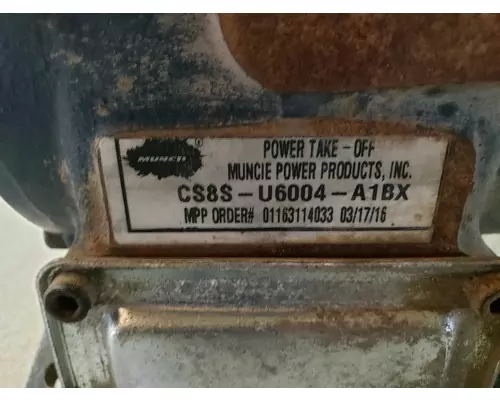 MUNCIE ®
POWER TAKE-OFF
MUNCIE POWER PRODUCTS, INC.
CS8S-U6004-A1BX
MPP ORDER# 01163114033 03/17/16